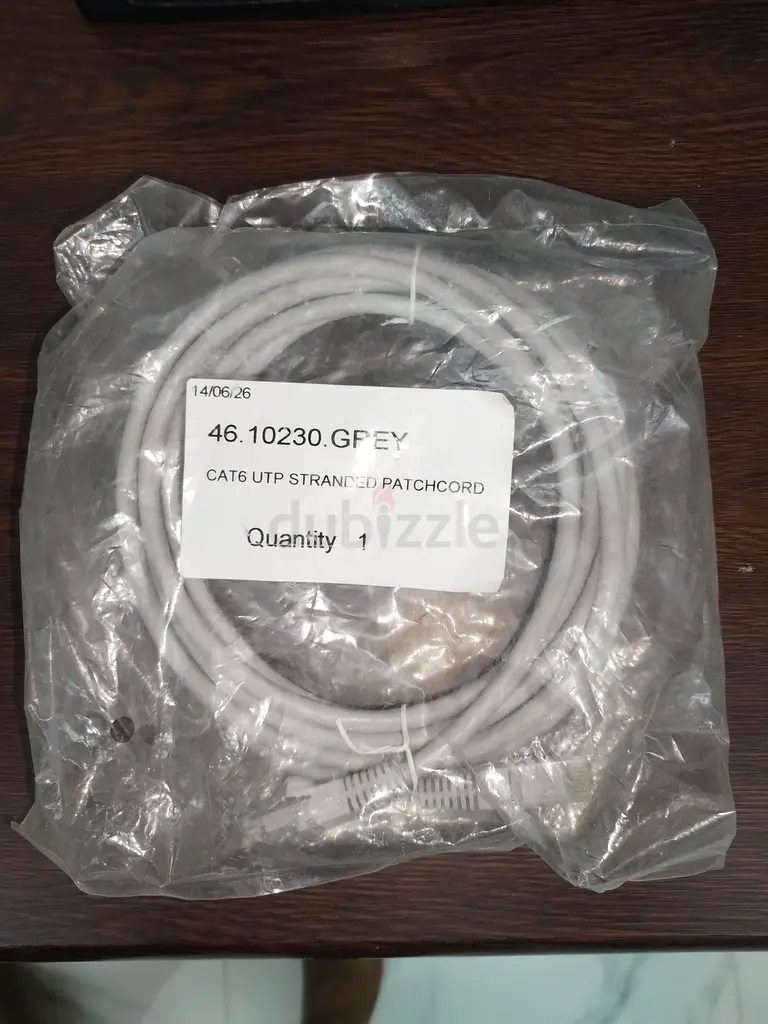 14/06/26
46.10230.GREY
CAT6 UTP STRANDED PATCHCORD
Quantity 1
dubizzle